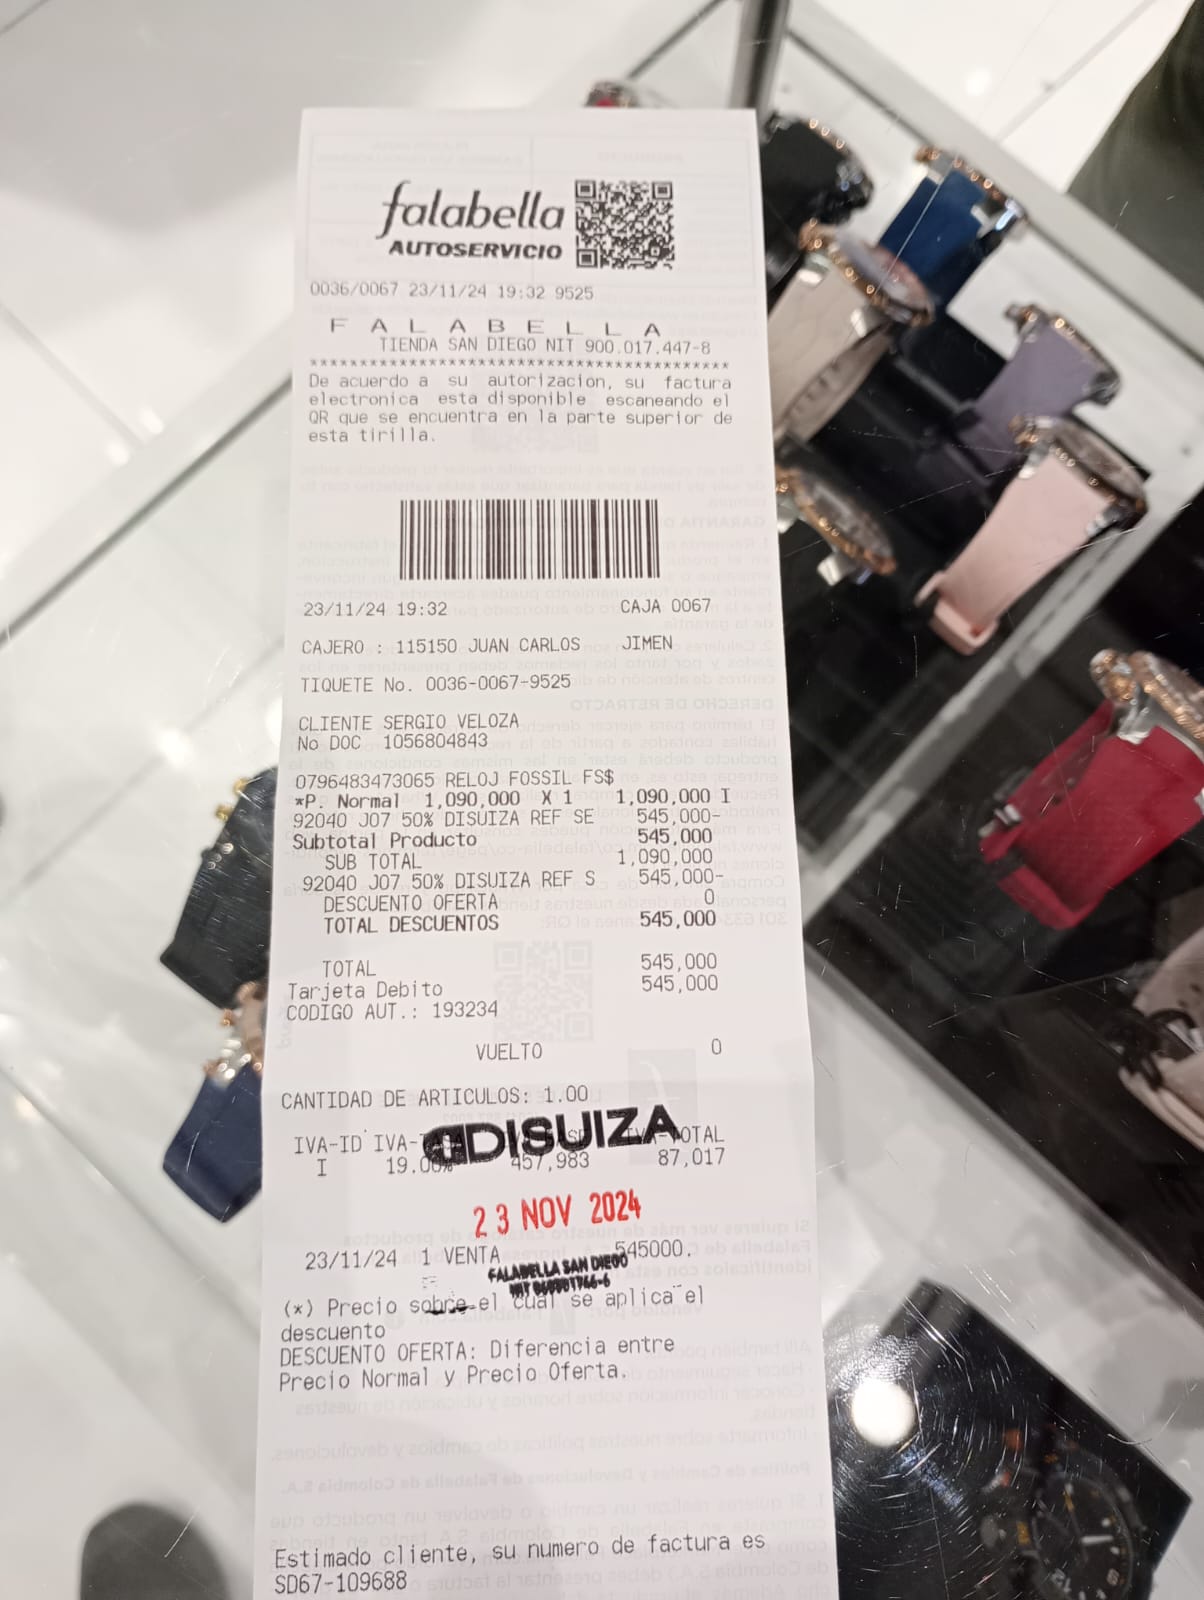 falabella
AUTOSERVICIO
0036/0067 23/11/24 19:32 9525
F A L A B E L L A
TIENDA SAN DIEGO NIT 900.017.447-8
******************************************
De acuerdo a su autorizacion, su factura
electronica esta disponible escaneando el
QR que se encuentra en la parte superior de
esta tirilla.
23/11/24 19:32 CAJA 0067
CAJERO : 115150 JUAN CARLOS JIMEN
TIQUETE No. 0036-0067-9525
CLIENTE SERGIO VELOZA
No DOC 1056804843
0796483473065 RELOJ FOSSIL FS$
*P. Normal 1,090,000 X 1 1,090,000 I
92040 J07 50% DISUIZA REF SE 545,000-
Subtotal Producto 545,000
SUB TOTAL 1,090,000
92040 J07 50% DISUIZA REF S 545,000-
DESCUENTO OFERTA 0
TOTAL DESCUENTOS 545,000
TOTAL 545,000
Tarjeta Debito 545,000
CODIGO AUT.: 193234
VUELTO 0
CANTIDAD DE ARTICULOS: 1.00
DISUIZA
IVA-ID IVA- IVA-TOTAL
I 19.00% 457,983 87,017
23 NOV 2024
23/11/24 1 VENTA 545000.
FALABELLA SAN DIEGO
NIT
(*) Precio sobre el cual se aplica el
descuento
DESCUENTO OFERTA: Diferencia entre
Precio Normal y Precio Oferta.
Estimado cliente, su numero de factura es
SD67-109688